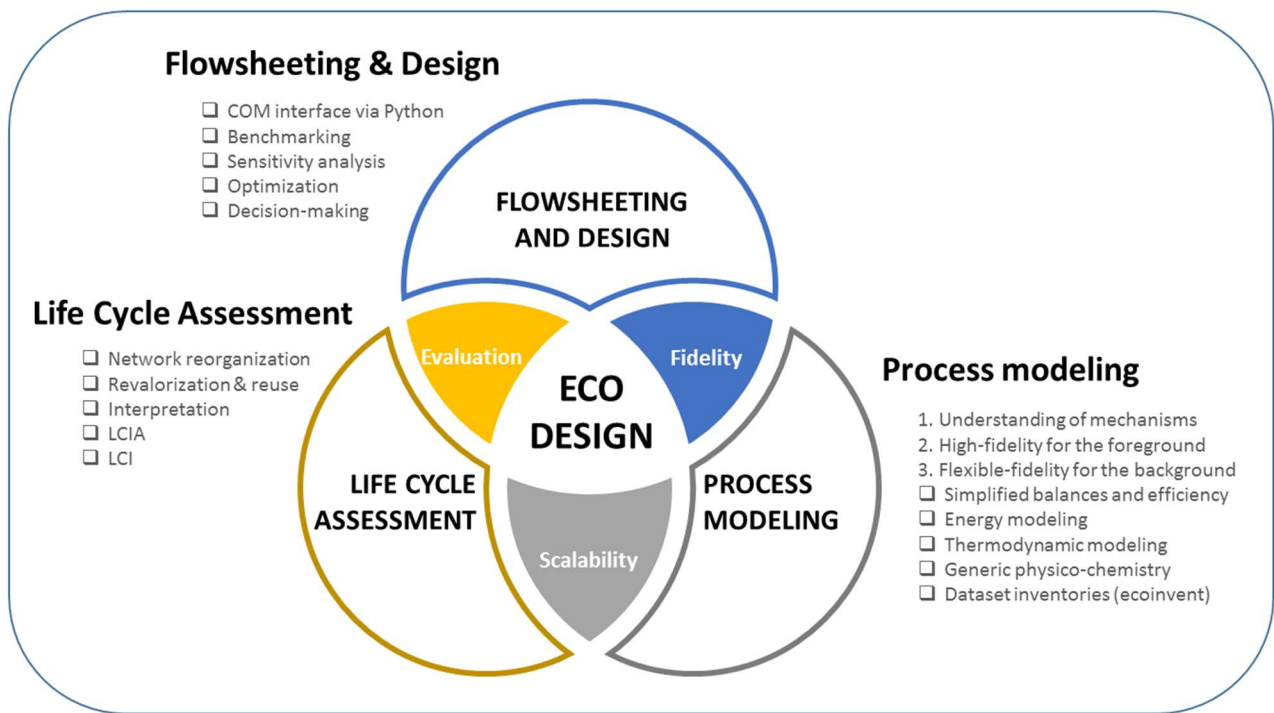 Flowsheeting & Design
❑ COM interface via Python
❑ Benchmarking
❑ Sensitivity analysis
❑ Optimization
❑ Decision-making
FLOWSHEETING
AND DESIGN
Life Cycle Assessment
❑ Network reorganization
❑ Revalorization & reuse
❑ Interpretation
❑ LCIA
❑ LCI
Evaluation
Fidelity
ECO
DESIGN
LIFE CYCLE
ASSESSMENT
PROCESS
MODELING
Scalability
Process modeling
1. Understanding of mechanisms
2. High-fidelity for the foreground
3. Flexible-fidelity for the background
❑ Simplified balances and efficiency
❑ Energy modeling
❑ Thermodynamic modeling
❑ Generic physico-chemistry
❑ Dataset inventories (ecoinvent)